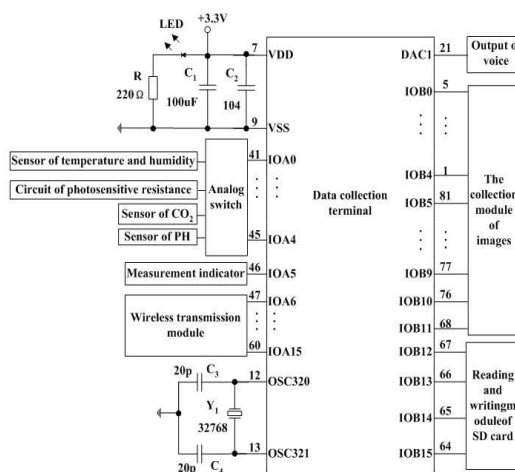 +3.3V
LED
7
VDD
DAC1
21
Output o
voice
R
220Ω
C1
100uF
C2
104
IOB0
5
9
VSS
41
IOA0
Sensor of temperature and humidity
Circuit of photosensitive resistance
Sensor of CO2
Sensor of PH
Analog
switch
Data collection
terminal
IOB4
1
IOB5
81
The
collection
module
of
images
45
IOA4
46
IOA5
Measurement indicator
IOB9
77
IOB10
76
47
IOA6
Wireless transmission
module
IOB11
68
60
IOA15
IOB12
67
20p
C3
12
OSC320
IOB13
66
Y1
32768
IOB14
65
Reading
and
writingm
oduleof
SD card
13
OSC321
IOB15
64
20p
C4